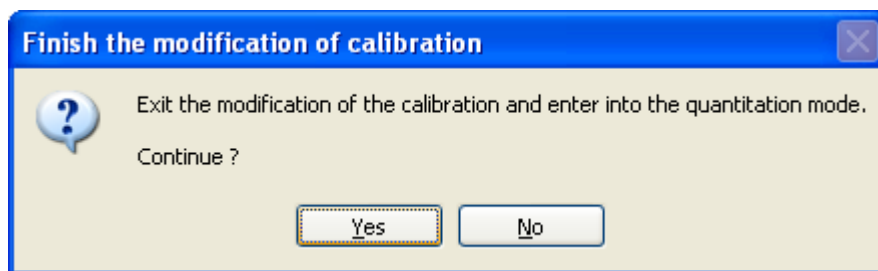 Finish the modification of calibration
Exit the modification of the calibration and enter into the quantitation mode.
Continue ?
Yes No